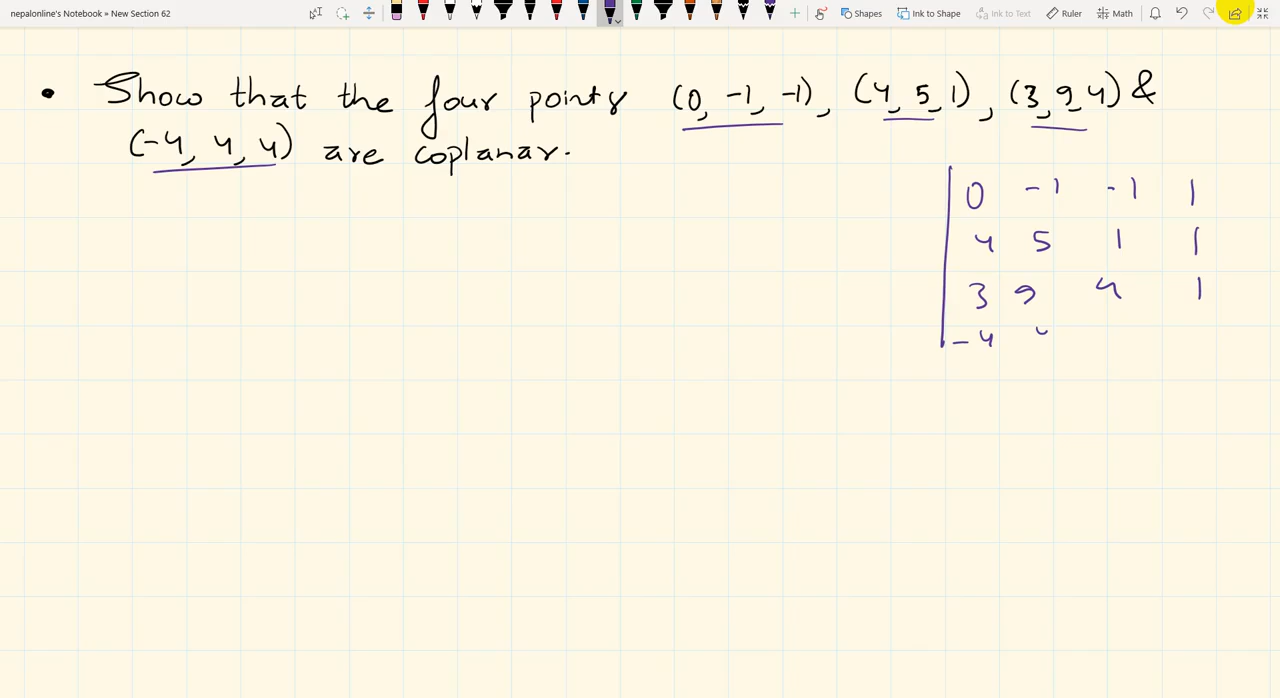 nepalonline's Notebook » New Section 62
Shapes Ink to Shape Ink to Text Ruler Math
• Show that the four points (0, -1, -1), (4, 5, 1), (3, 9, 4) &
(-4, 4, 4) are coplanar.
0 -1 -1 1
4 5 1 1
3 9 4 1
-4